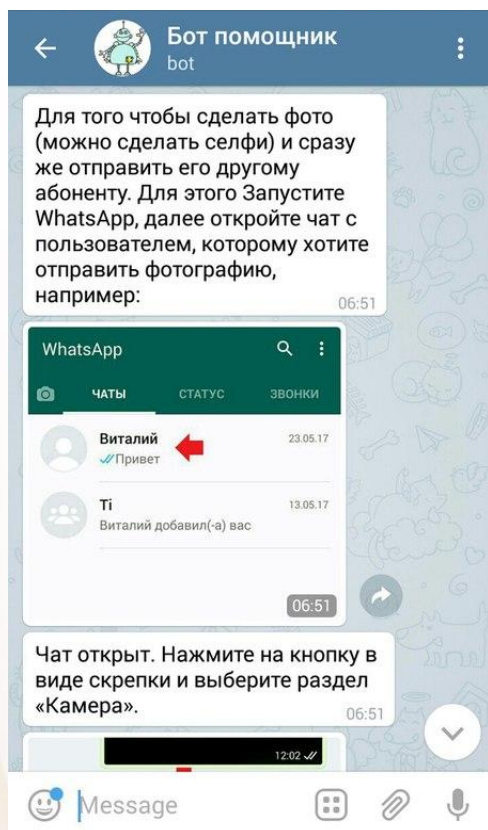 Бот помощник
bot
Для того чтобы сделать фото
(можно сделать селфи) и сразу
же отправить его другому
абоненту. Для этого Запустите
WhatsApp, далее откройте чат с
пользователем, которому хотите
отправить фотографию,
например:
06:51
WhatsApp
ЧАТЫ СТАТУС ЗВОНКИ
Виталий 23.05.17
Привет
Ti 13.05.17
Виталий добавил(-а) вас
06:51
Чат открыт. Нажмите на кнопку в
виде скрепки и выберите раздел
«Камера».
06:51
12:02
Message